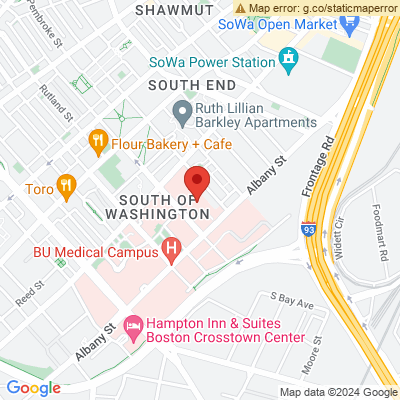 Map error: g.co/staticmaperror
SHAWMUT
Pembroke St
SoWa Open Market
SoWa Power Station
Rutland St
SOUTH END
Ruth Lillian
Barkley Apartments
Frontage Rd
Flour Bakery + Cafe
Albany St
Toro
SOUTH OF
WASHINGTON
Foodmart Rd
Widett Cir
93
BU Medical Campus
H
Reed St
S Bay Ave
Hampton Inn & Suites
Boston Crosstown Center
Albany St
Moore St
Google
Map data ©2024 Google